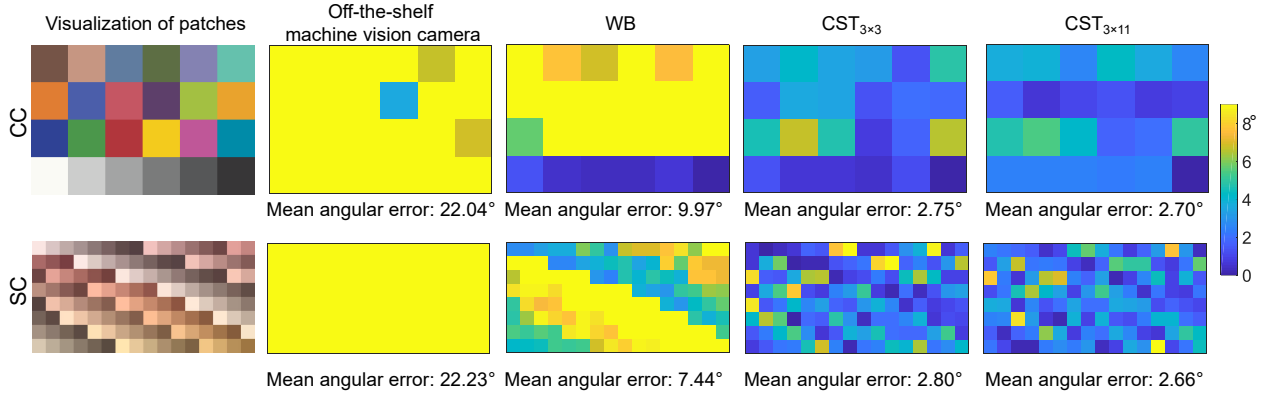 Visualization of patches
Off-the-shelf
machine vision camera
WB
CST3×3
CST3×11
CC
Mean angular error: 22.04°
Mean angular error: 9.97°
Mean angular error: 2.75°
Mean angular error: 2.70°
8°
6
4
2
0
SC
Mean angular error: 22.23°
Mean angular error: 7.44°
Mean angular error: 2.80°
Mean angular error: 2.66°